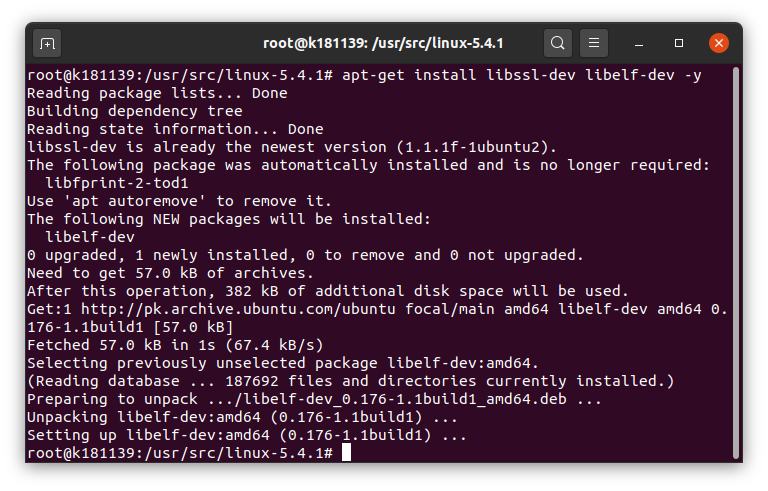 root@k181139: /usr/src/linux-5.4.1
root@k181139:/usr/src/linux-5.4.1# apt-get install libssl-dev libelf-dev -y
Reading package lists... Done
Building dependency tree
Reading state information... Done
libssl-dev is already the newest version (1.1.1f-1ubuntu2).
The following package was automatically installed and is no longer required:
  libfprint-2-tod1
Use 'apt autoremove' to remove it.
The following NEW packages will be installed:
  libelf-dev
0 upgraded, 1 newly installed, 0 to remove and 0 not upgraded.
Need to get 57.0 kB of archives.
After this operation, 382 kB of additional disk space will be used.
Get:1 http://pk.archive.ubuntu.com/ubuntu focal/main amd64 libelf-dev amd64 0.
176-1.1build1 [57.0 kB]
Fetched 57.0 kB in 1s (67.4 kB/s)
Selecting previously unselected package libelf-dev:amd64.
(Reading database ... 187692 files and directories currently installed.)
Preparing to unpack .../libelf-dev_0.176-1.1build1_amd64.deb ...
Unpacking libelf-dev:amd64 (0.176-1.1build1) ...
Setting up libelf-dev:amd64 (0.176-1.1build1) ...
root@k181139:/usr/src/linux-5.4.1#